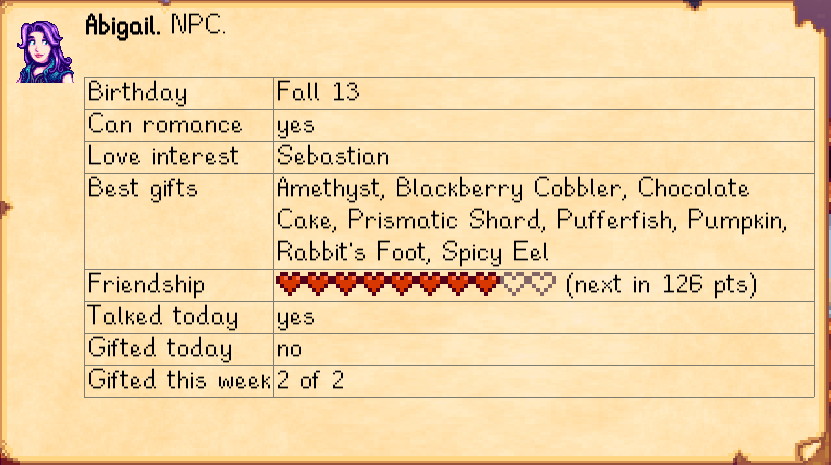 Abigail. NPC.
Birthday Fall 13
Can romance yes
Love interest Sebastian
Best gifts Amethyst, Blackberry Cobbler, Chocolate
Cake, Prismatic Shard, Pufferfish, Pumpkin,
Rabbit's Foot, Spicy Eel
Friendship (next in 126 pts)
Talked today yes
Gifted today no
Gifted this week 2 of 2